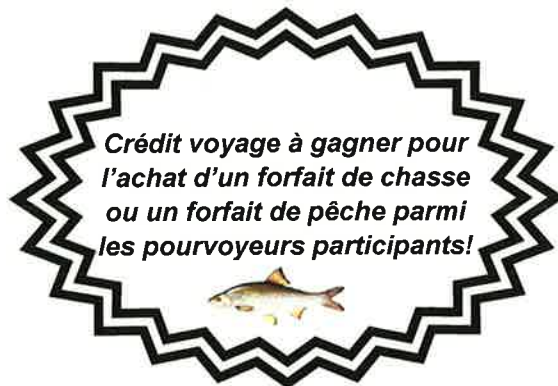 Crédit voyage à gagner pour
l'achat d'un forfait de chasse
ou un forfait de pêche parmi
les pourvoyeurs participants!